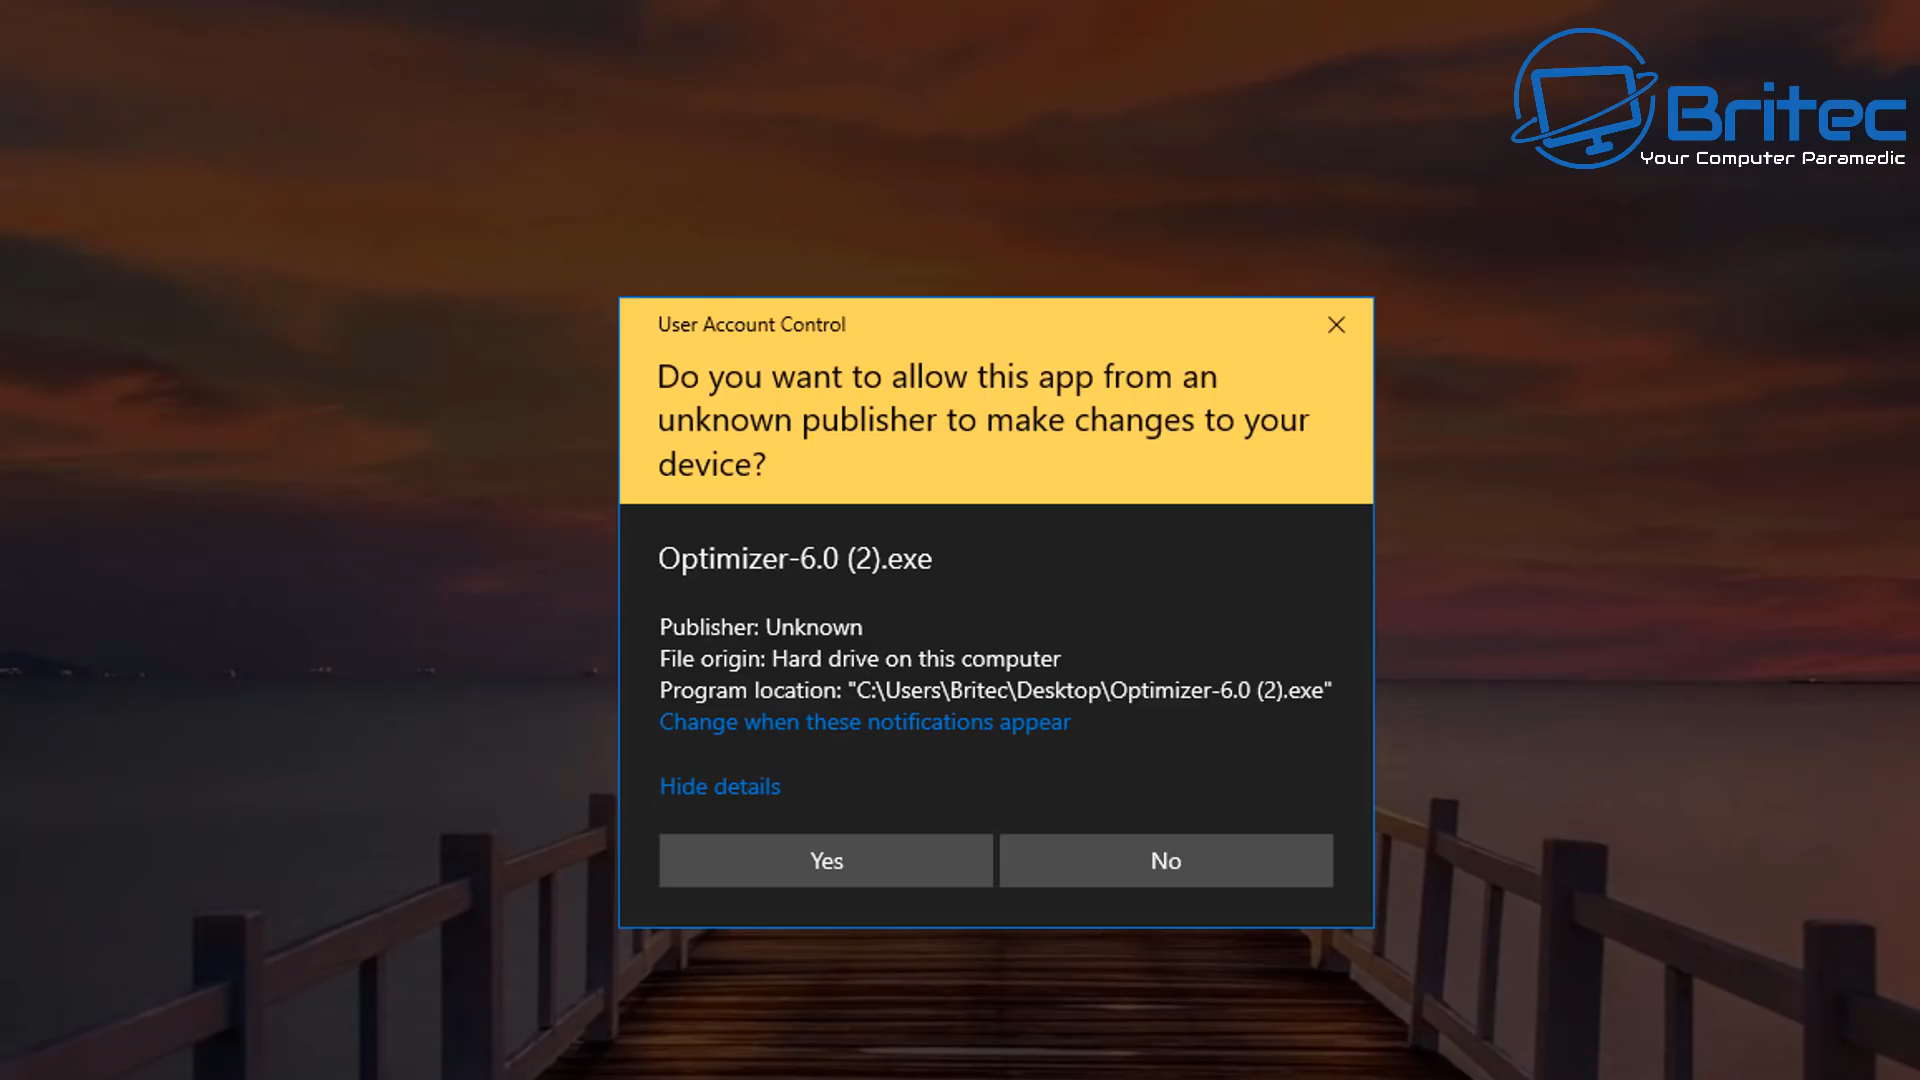 Britec
Your Computer Paramedic
User Account Control
Do you want to allow this app from an
unknown publisher to make changes to your
device?
Optimizer-6.0 (2).exe
Publisher: Unknown
File origin: Hard drive on this computer
Program location: "C:\Users\Britec\Desktop\Optimizer-6.0 (2).exe"
Change when these notifications appear
Hide details
Yes
No